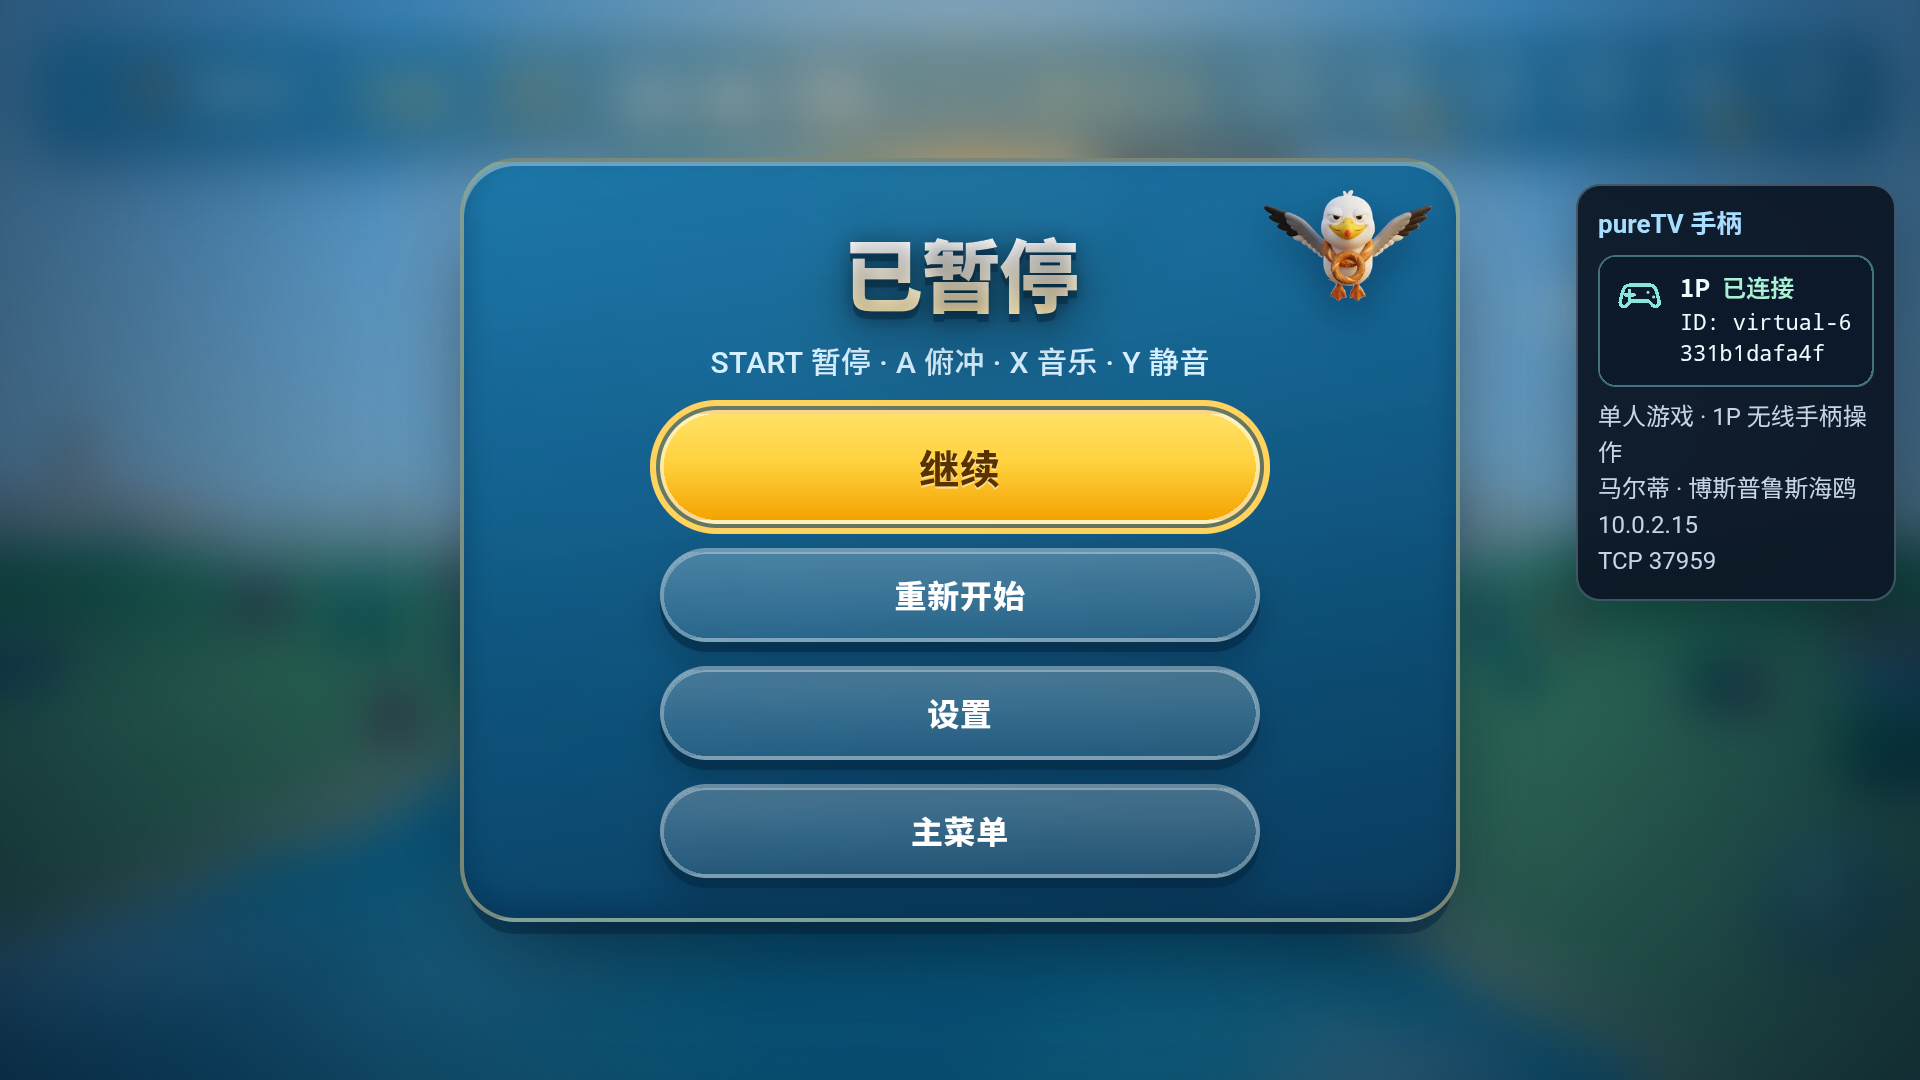 已暂停
START 暂停 · A 俯冲 · X 音乐 · Y 静音
继续
重新开始
设置
主菜单
pureTV 手柄
1P 已连接
ID: virtual-6
331b1dafa4f
单人游戏 · 1P 无线手柄操
作
马尔蒂 · 博斯普鲁斯海鸥
10.0.2.15
TCP 37959